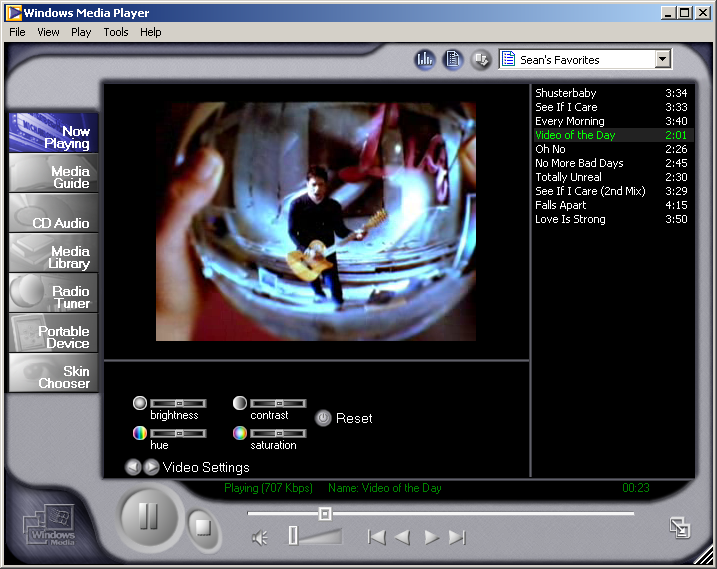 Windows Media Player
File View Play Tools Help
Sean's Favorites
Now Playing
Media Guide
CD Audio
Media Library
Radio Tuner
Portable Device
Skin Chooser
Shusterbaby 3:34
See If I Care 3:33
Every Morning 3:40
Video of the Day 2:01
Oh No 2:26
No More Bad Days 2:45
Totally Unreal 2:30
See If I Care (2nd Mix) 3:29
Falls Apart 4:15
Love Is Strong 3:50
brightness contrast
Reset
hue saturation
Video Settings
Playing (707 Kbps) Name: Video of the Day 00:23
Windows Media